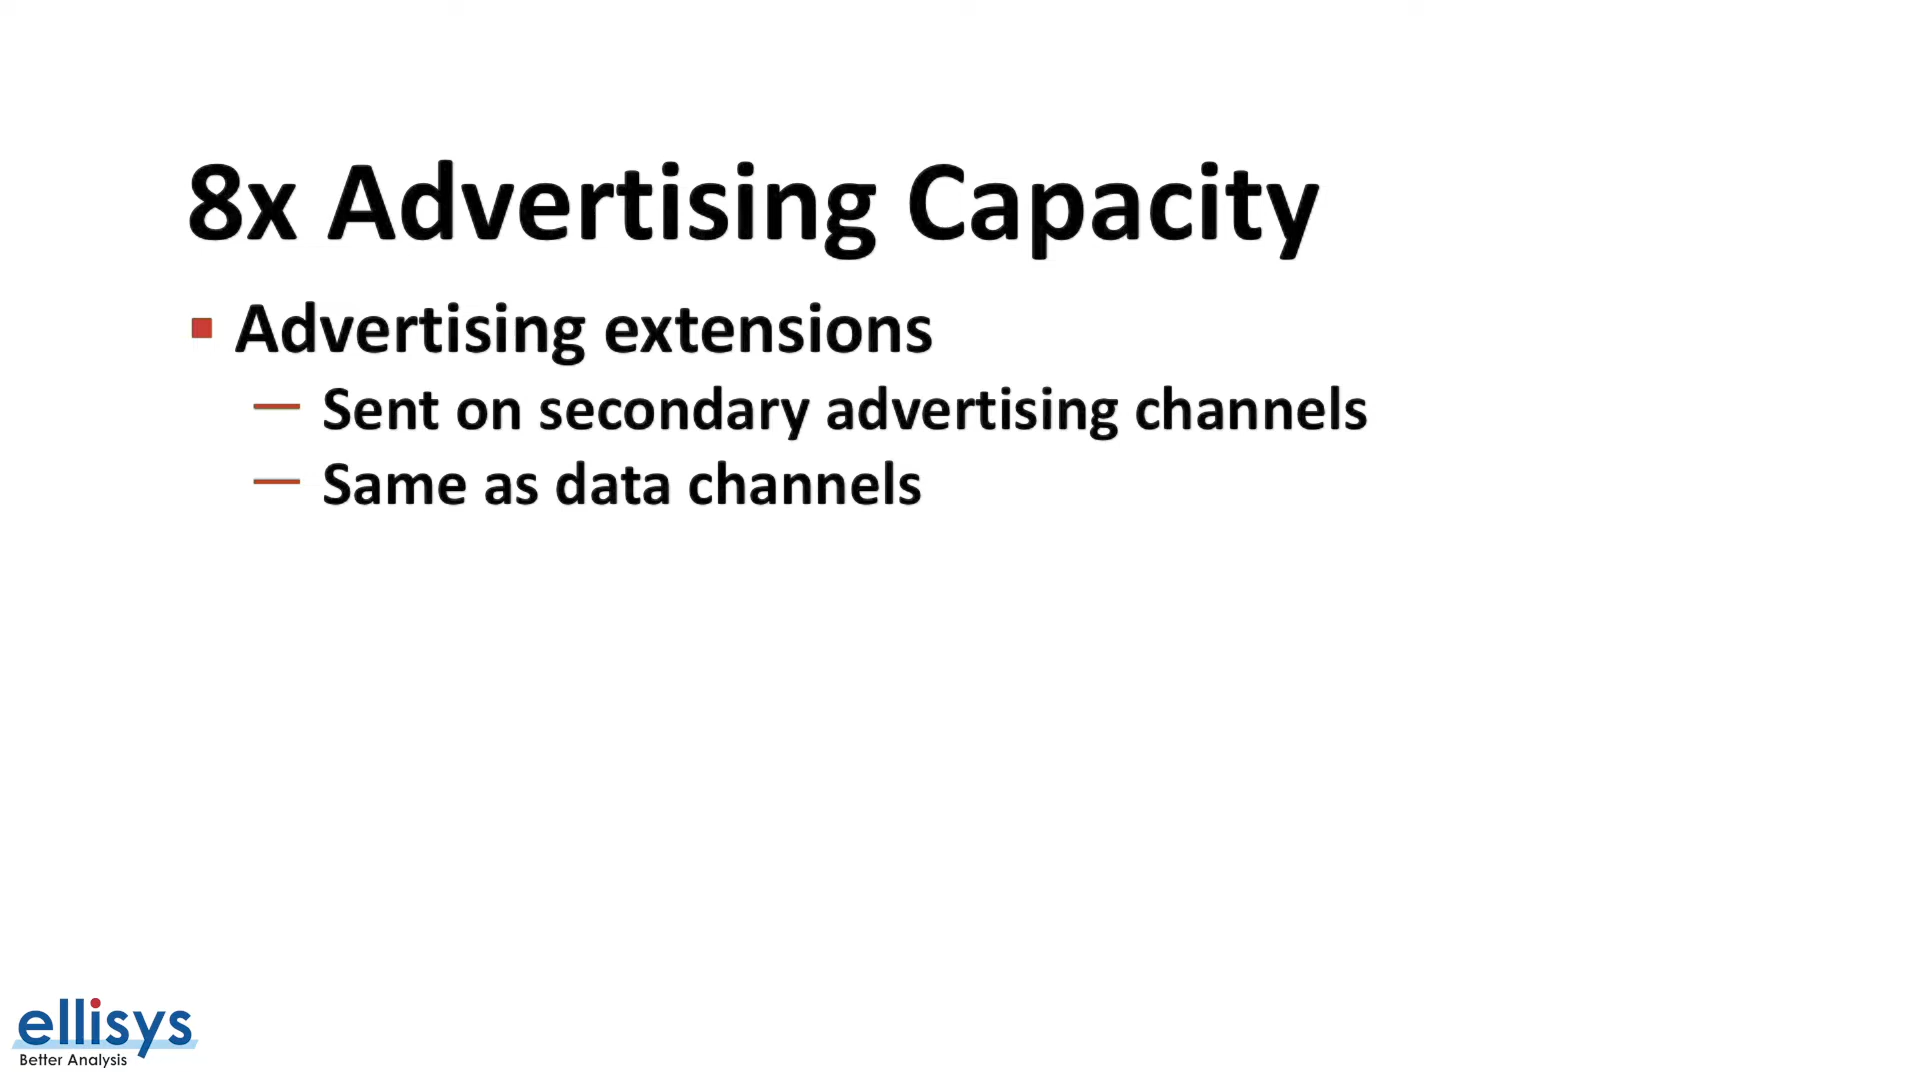 8x Advertising Capacity
Advertising extensions
Sent on secondary advertising channels
Same as data channels
ellisys
Better Analysis